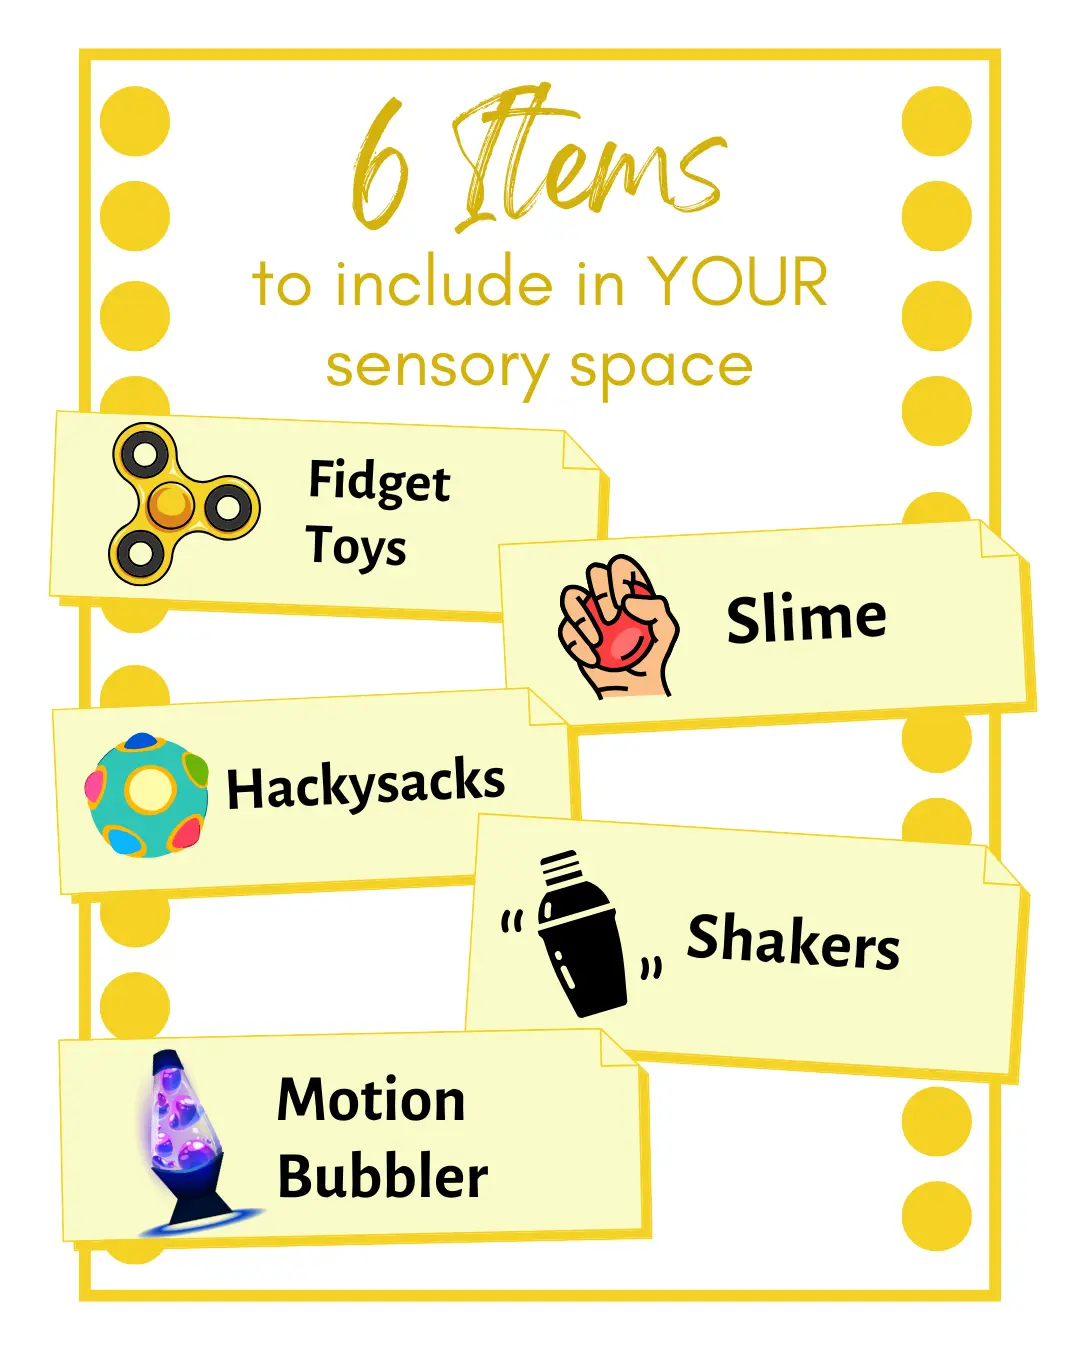 6 Items
to include in YOUR
sensory space
Fidget
Toys
Slime
Hackysacks
Shakers
Motion
Bubbler